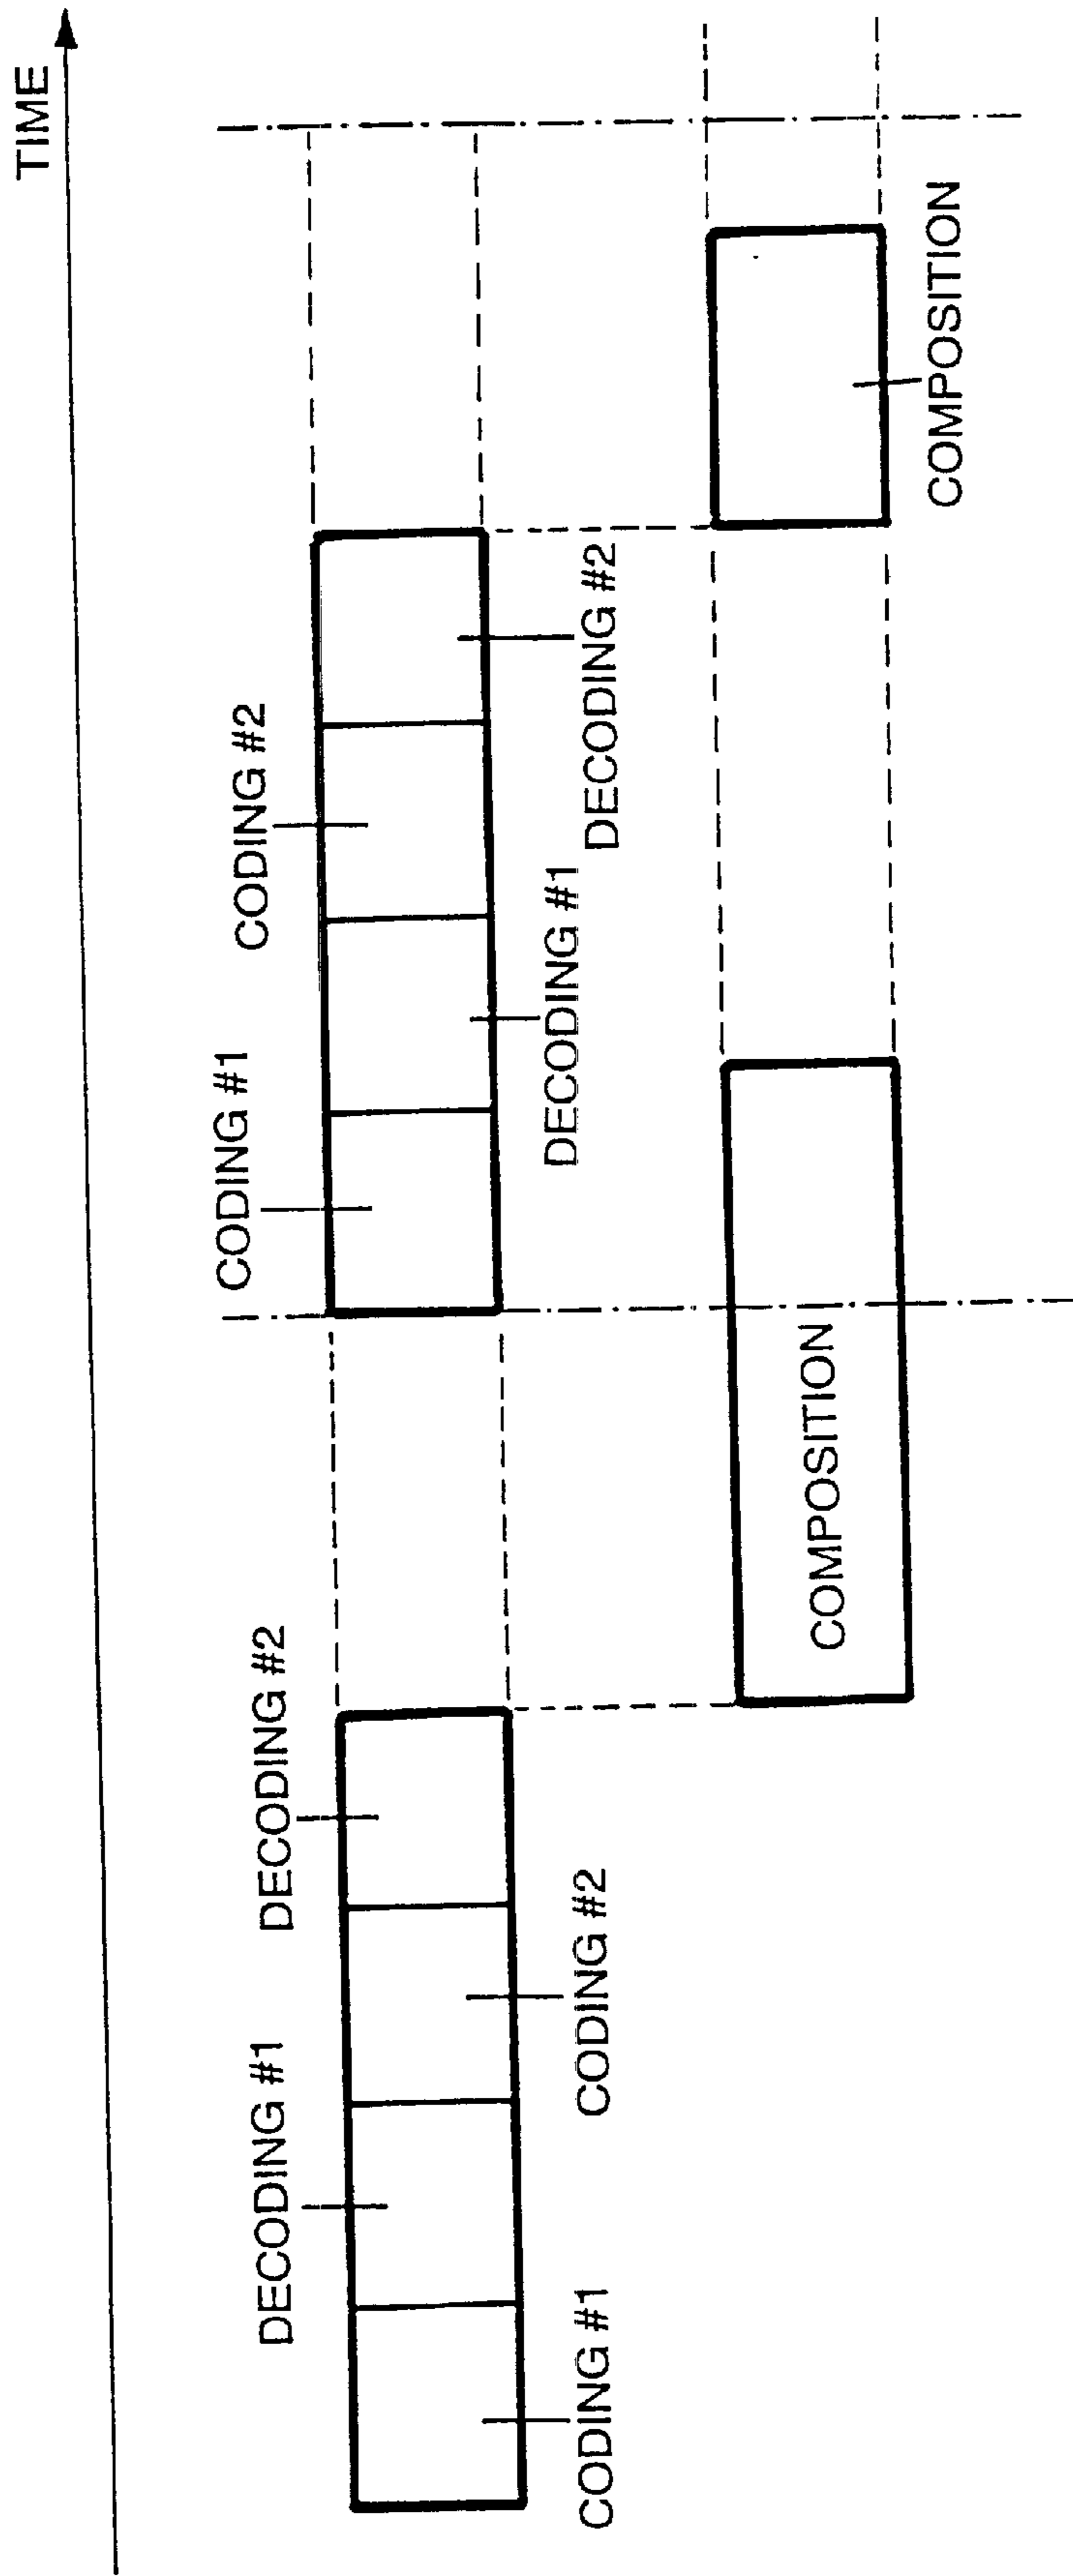 TIME
DECODING #1
DECODING #2
CODING #1
CODING #2
CODING #1
CODING #2
DECODING #1
DECODING #2
COMPOSITION
COMPOSITION